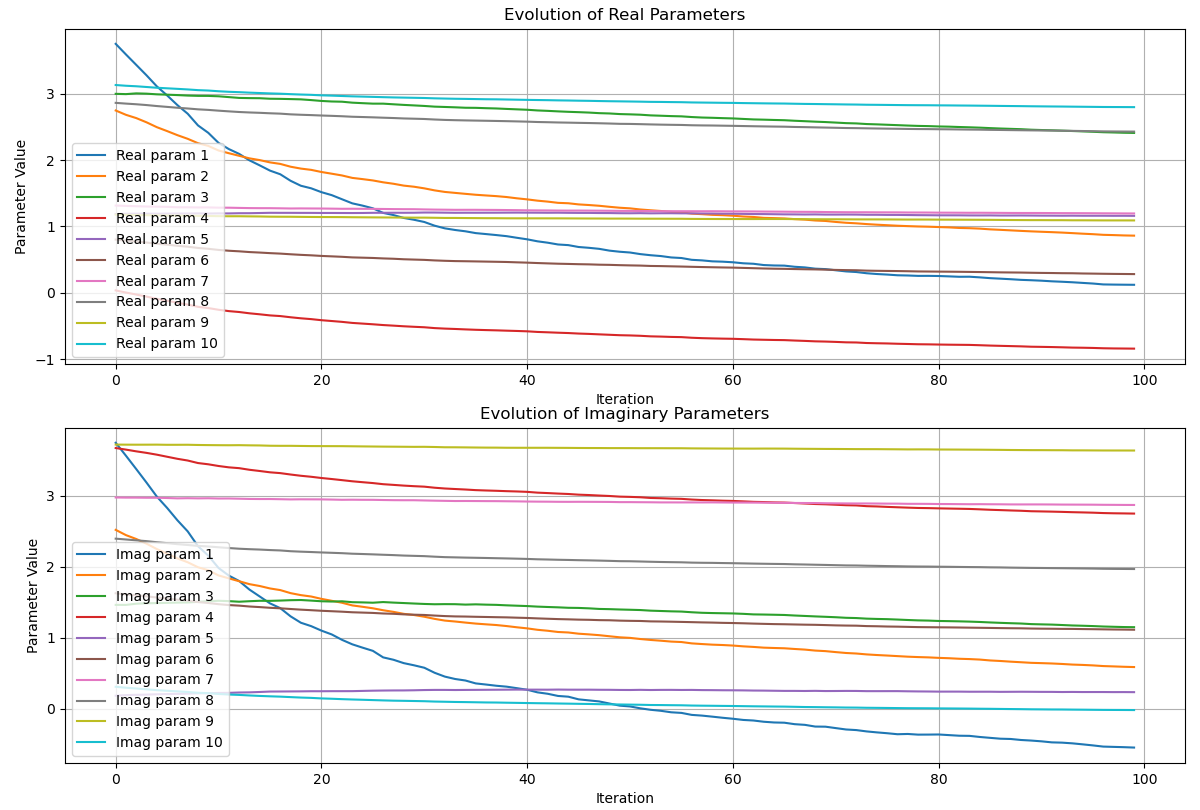 Evolution of Real Parameters
Parameter Value
3
2
1
0
−1
Real param 1
Real param 2
Real param 3
Real param 4
Real param 5
Real param 6
Real param 7
Real param 8
Real param 9
Real param 10
0 20 40 60 80 100
Iteration
Evolution of Imaginary Parameters
Parameter Value
3
2
1
0
Imag param 1
Imag param 2
Imag param 3
Imag param 4
Imag param 5
Imag param 6
Imag param 7
Imag param 8
Imag param 9
Imag param 10
0 20 40 60 80 100
Iteration